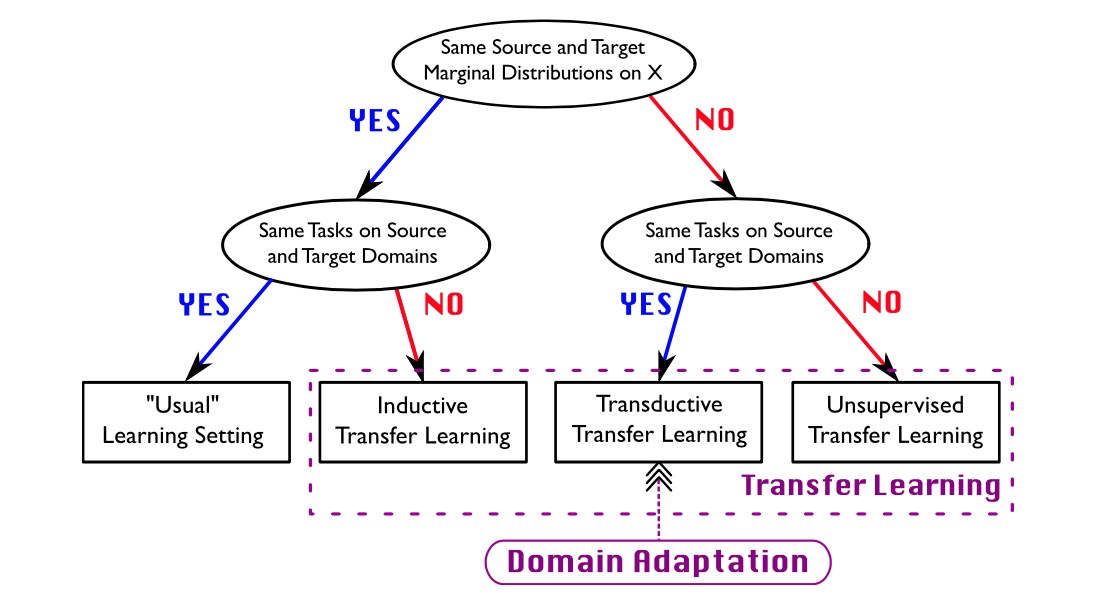 Same Source and Target
Marginal Distributions on X
YES
NO
Same Tasks on Source
and Target Domains
Same Tasks on Source
and Target Domains
YES
NO
YES
NO
"Usual"
Learning Setting
Inductive
Transfer Learning
Transductive
Transfer Learning
Unsupervised
Transfer Learning
Transfer Learning
Domain Adaptation